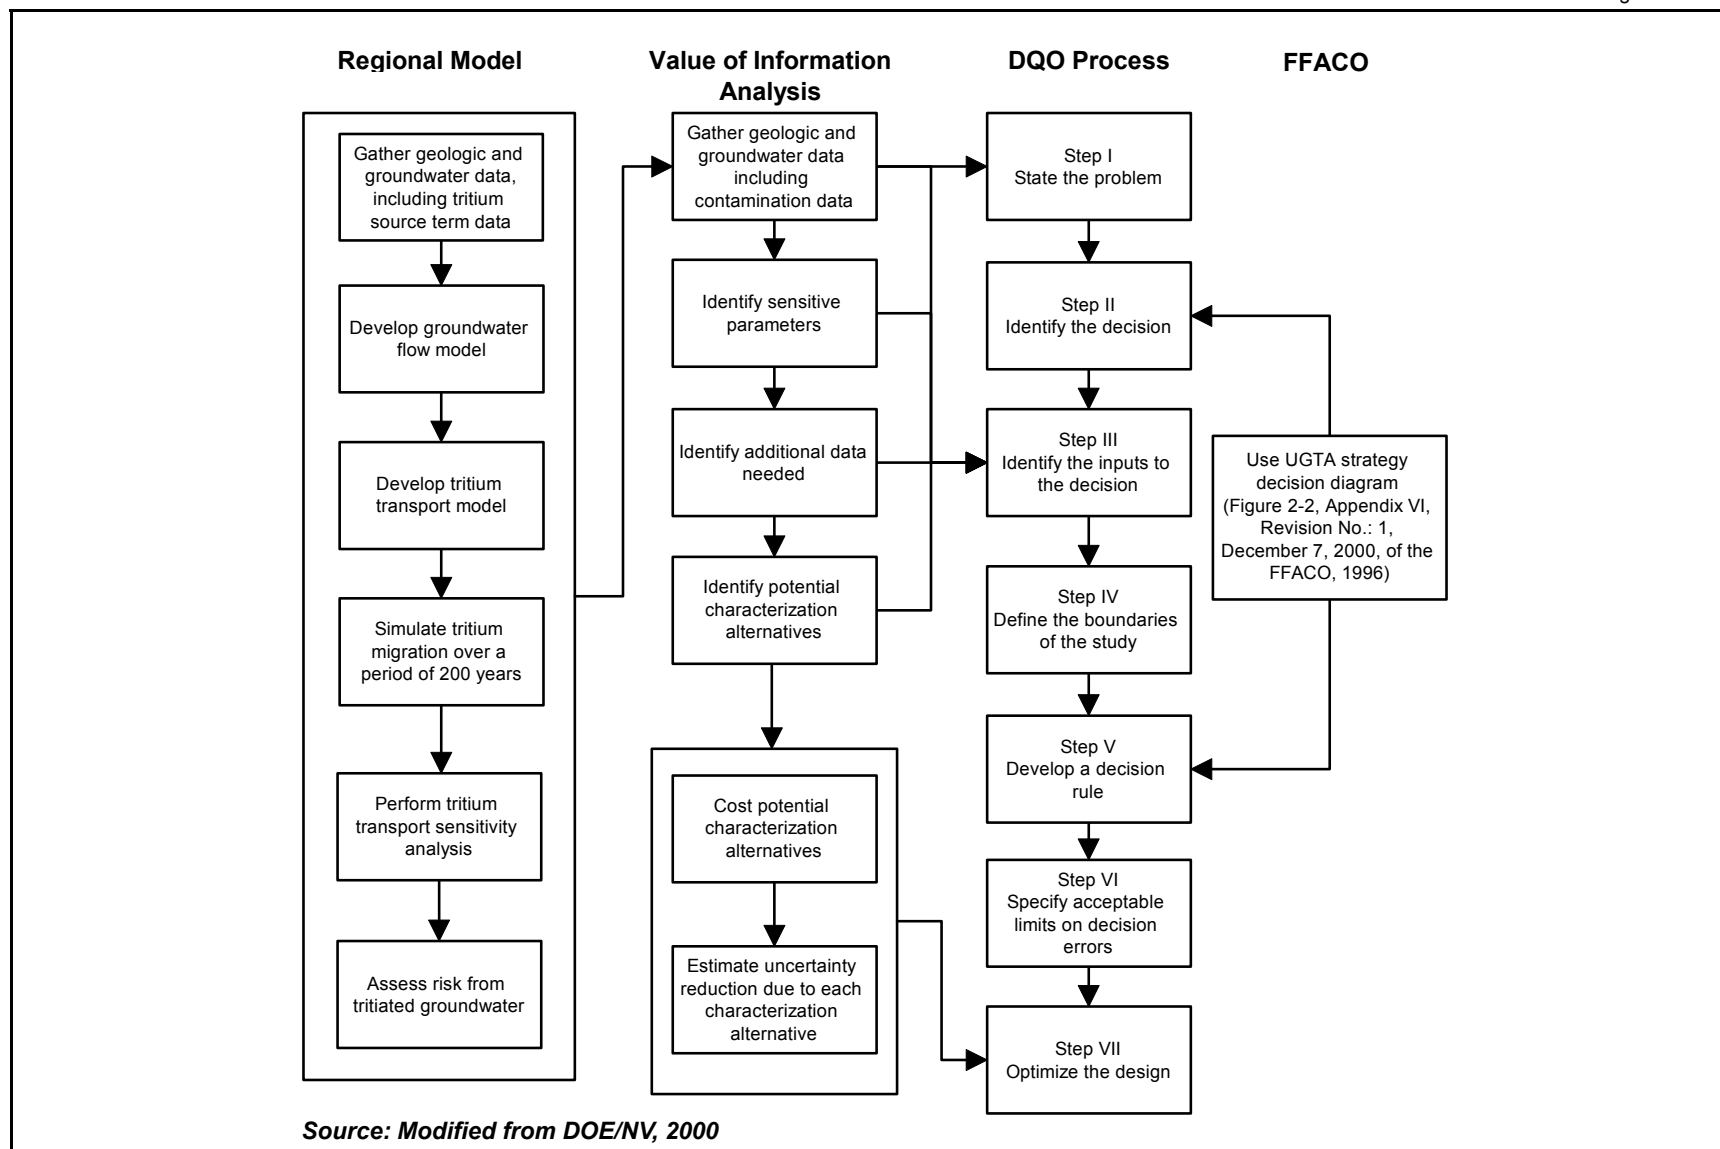 Regional Model
Value of Information
Analysis
DQO Process
FFACO
Gather geologic and
groundwater data,
including tritium
source term data
Develop groundwater
flow model
Develop tritium
transport model
Simulate tritium
migration over a
period of 200 years
Perform tritium
transport sensitivity
analysis
Assess risk from
tritiated groundwater
Gather geologic and
groundwater data
including
contamination data
Identify sensitive
parameters
Identify additional data
needed
Identify potential
characterization
alternatives
Cost potential
characterization
alternatives
Estimate uncertainty
reduction due to each
characterization
alternative
Step I
State the problem
Step II
Identify the decision
Step III
Identify the inputs to
the decision
Step IV
Define the boundaries
of the study
Step V
Develop a decision
rule
Step VI
Specify acceptable
limits on decision
errors
Step VII
Optimize the design
Use UGTA strategy
decision diagram
(Figure 2-2, Appendix VI,
Revision No.: 1,
December 7, 2000, of the
FFACO, 1996)
Source: Modified from DOE/NV, 2000